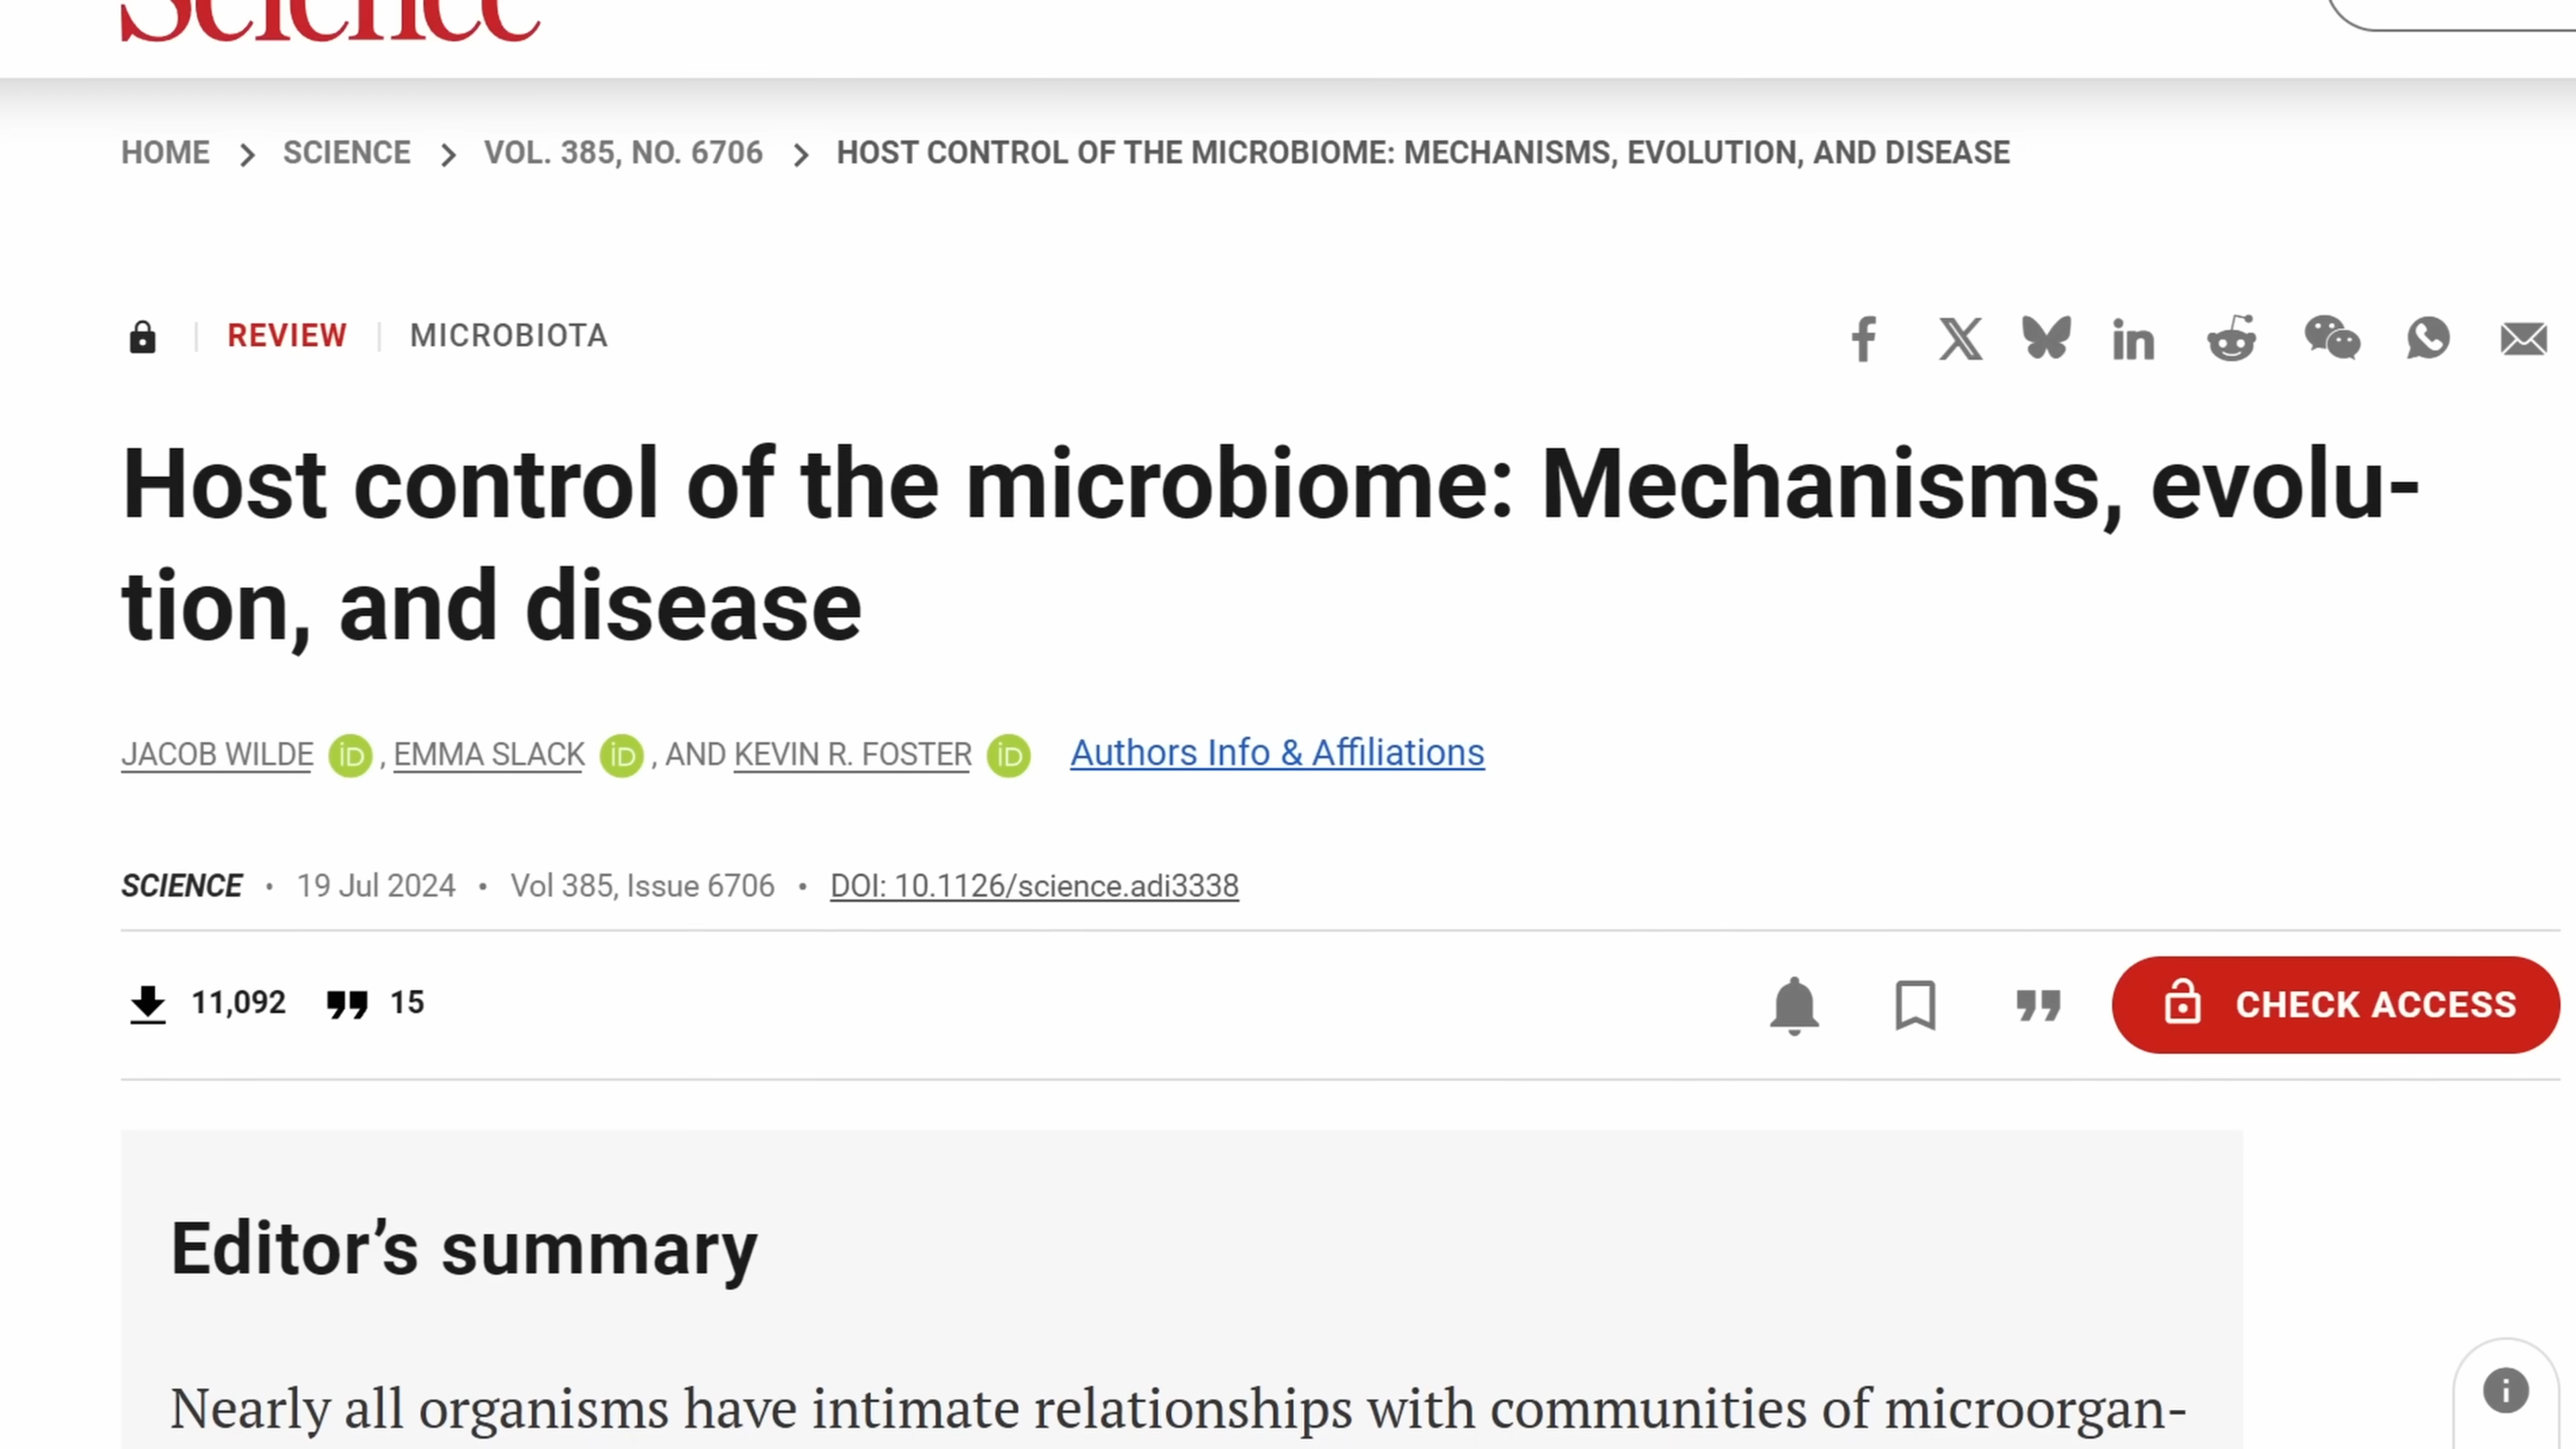 Science
HOME > SCIENCE > VOL. 385, NO. 6706 > HOST CONTROL OF THE MICROBIOME: MECHANISMS, EVOLUTION, AND DISEASE
REVIEW | MICROBIOTA
Host control of the microbiome: Mechanisms, evolu-
tion, and disease
JACOB WILDE iD , EMMA SLACK iD , AND KEVIN R. FOSTER iD Authors Info & Affiliations
SCIENCE • 19 Jul 2024 • Vol 385, Issue 6706 • DOI: 10.1126/science.adi3338
11,092 15 CHECK ACCESS
Editor’s summary
Nearly all organisms have intimate relationships with communities of microorgan-